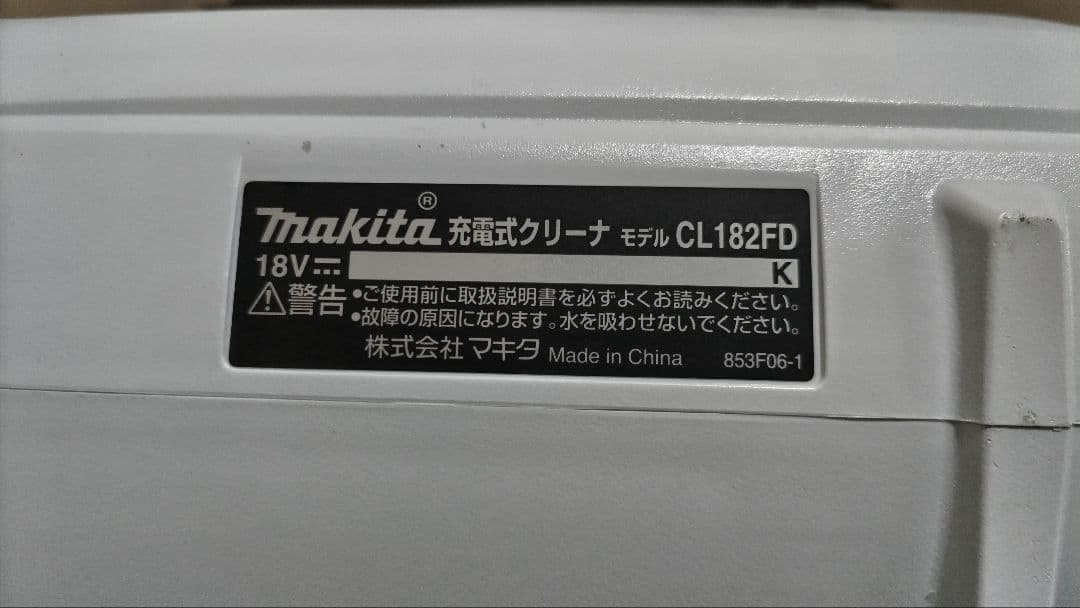 makita® 充電式クリーナ モデル CL182FD
18V⎓ K
⚠警告 •ご使用前に取扱説明書を必ずよくお読みください。
•故障の原因になります。水を吸わせないでください。
株式会社 マキタ Made in China 853F06-1